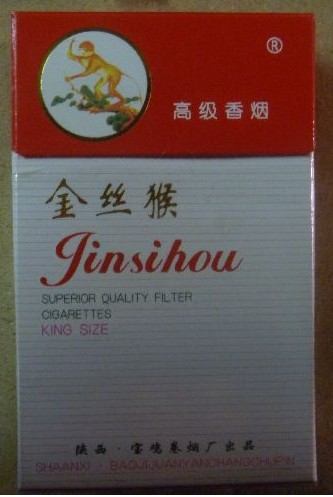 ®
高级香烟
金丝猴
Jinsihou
SUPERIOR QUALITY FILTER
CIGARETTES
KING SIZE
陕西·宝鸡卷烟厂出品
SHAANXI·BAOJIJUANYANCHANGCHUPIN